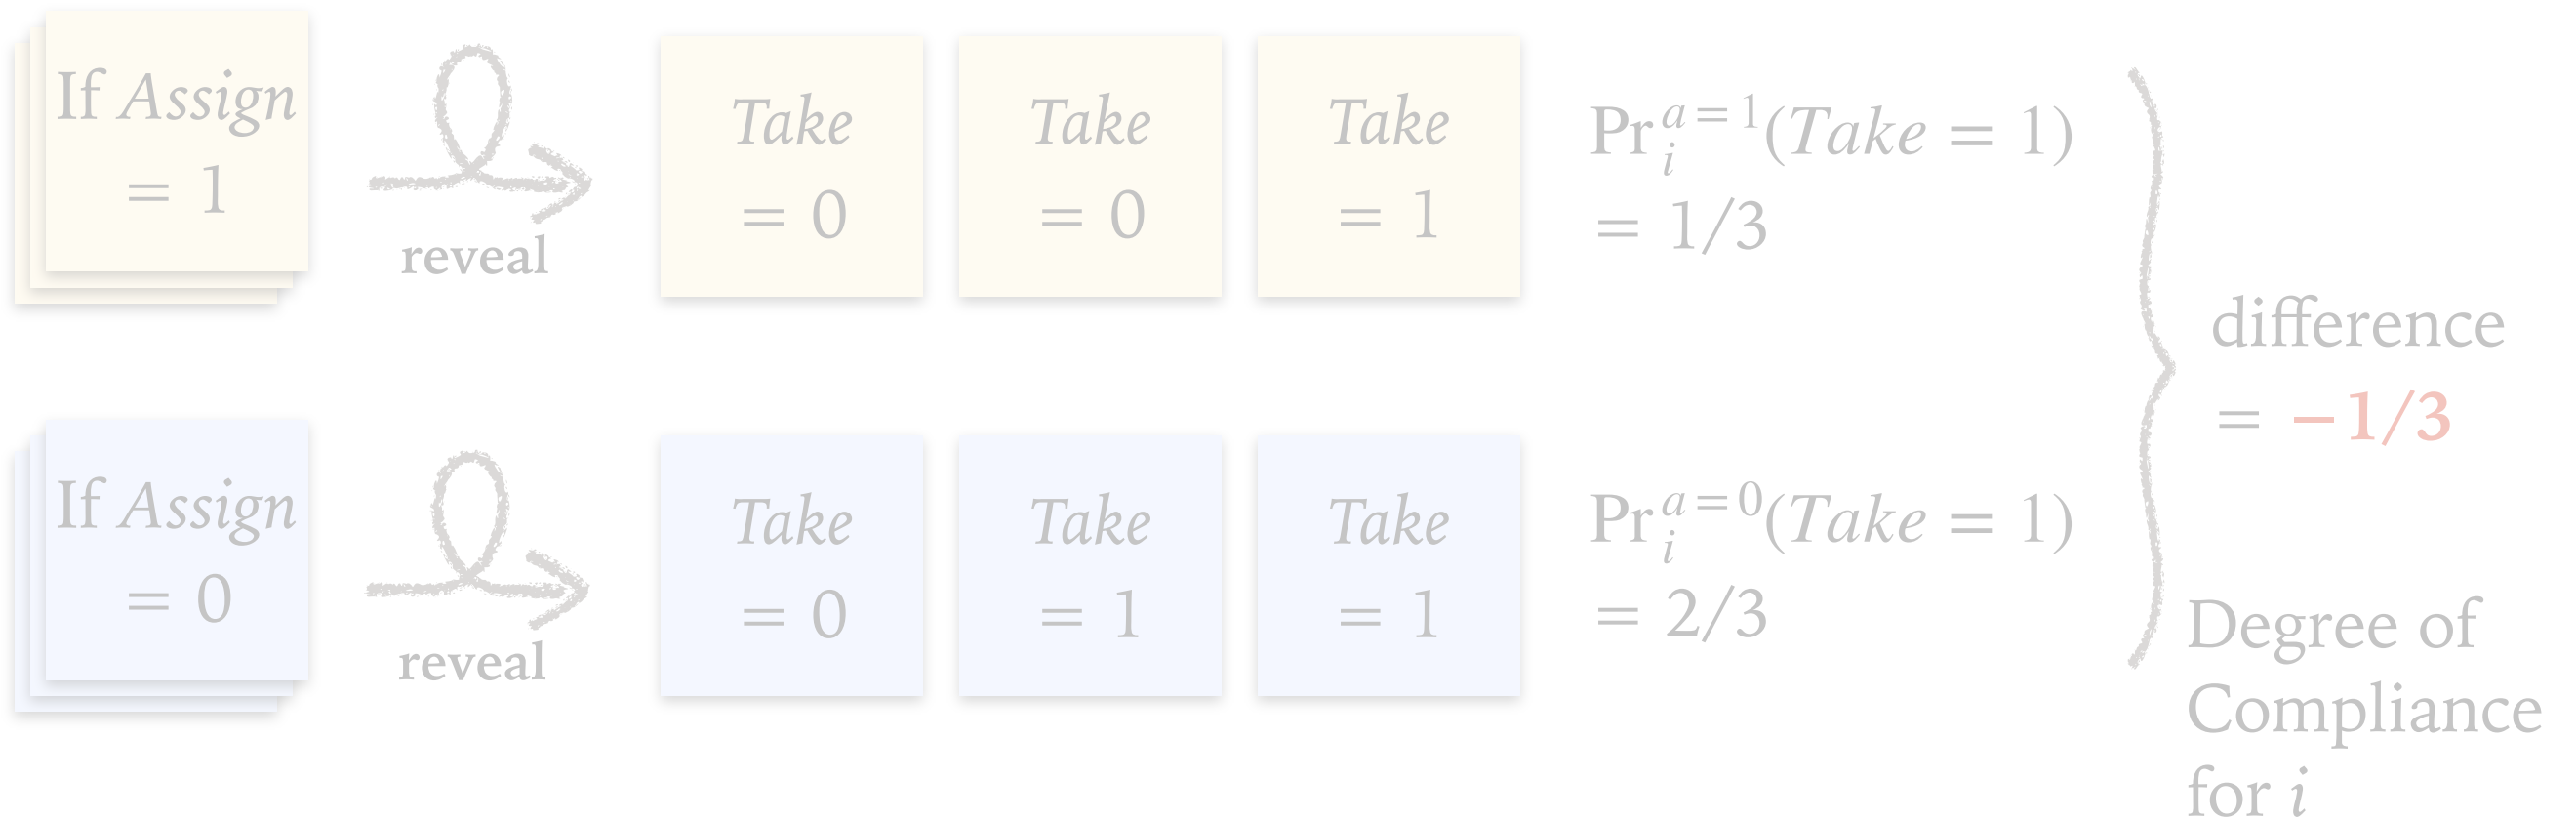 If Assign
= 1
reveal
Take
= 0
Take
= 0
Take
= 1
Pr_i^{a = 1}(Take = 1)
= 1/3
If Assign
= 0
reveal
Take
= 0
Take
= 1
Take
= 1
Pr_i^{a = 0}(Take = 1)
= 2/3
difference
= −1/3
Degree of
Compliance
for i